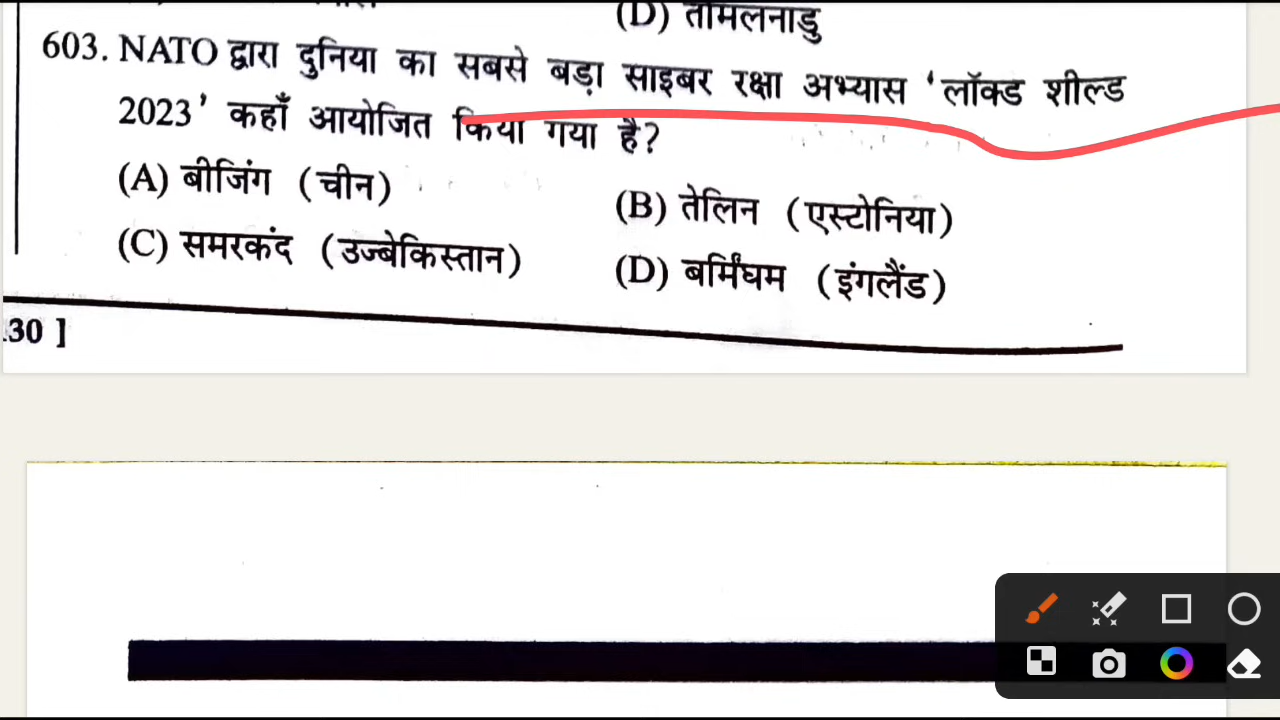 (D) तमिलनाडु
603. NATO द्वारा दुनिया का सबसे बड़ा साइबर रक्षा अभ्यास ‘लॉक्ड शील्ड
2023’ कहाँ आयोजित किया गया है?
(A) बीजिंग (चीन)
(B) तेलिन (एस्टोनिया)
(C) समरकंद (उज्बेकिस्तान)
(D) बर्मिंघम (इंगलैंड)
30 ]